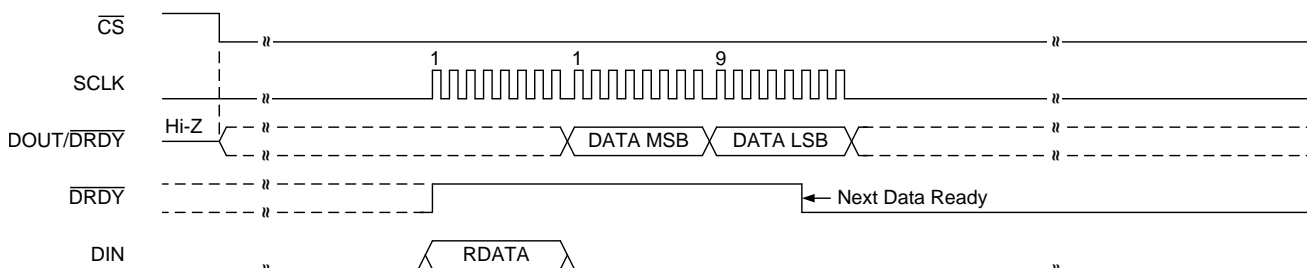 CS
1 1 9
SCLK
Hi-Z
DOUT/DRDY DATA MSB DATA LSB
DRDY Next Data Ready
DIN RDATA